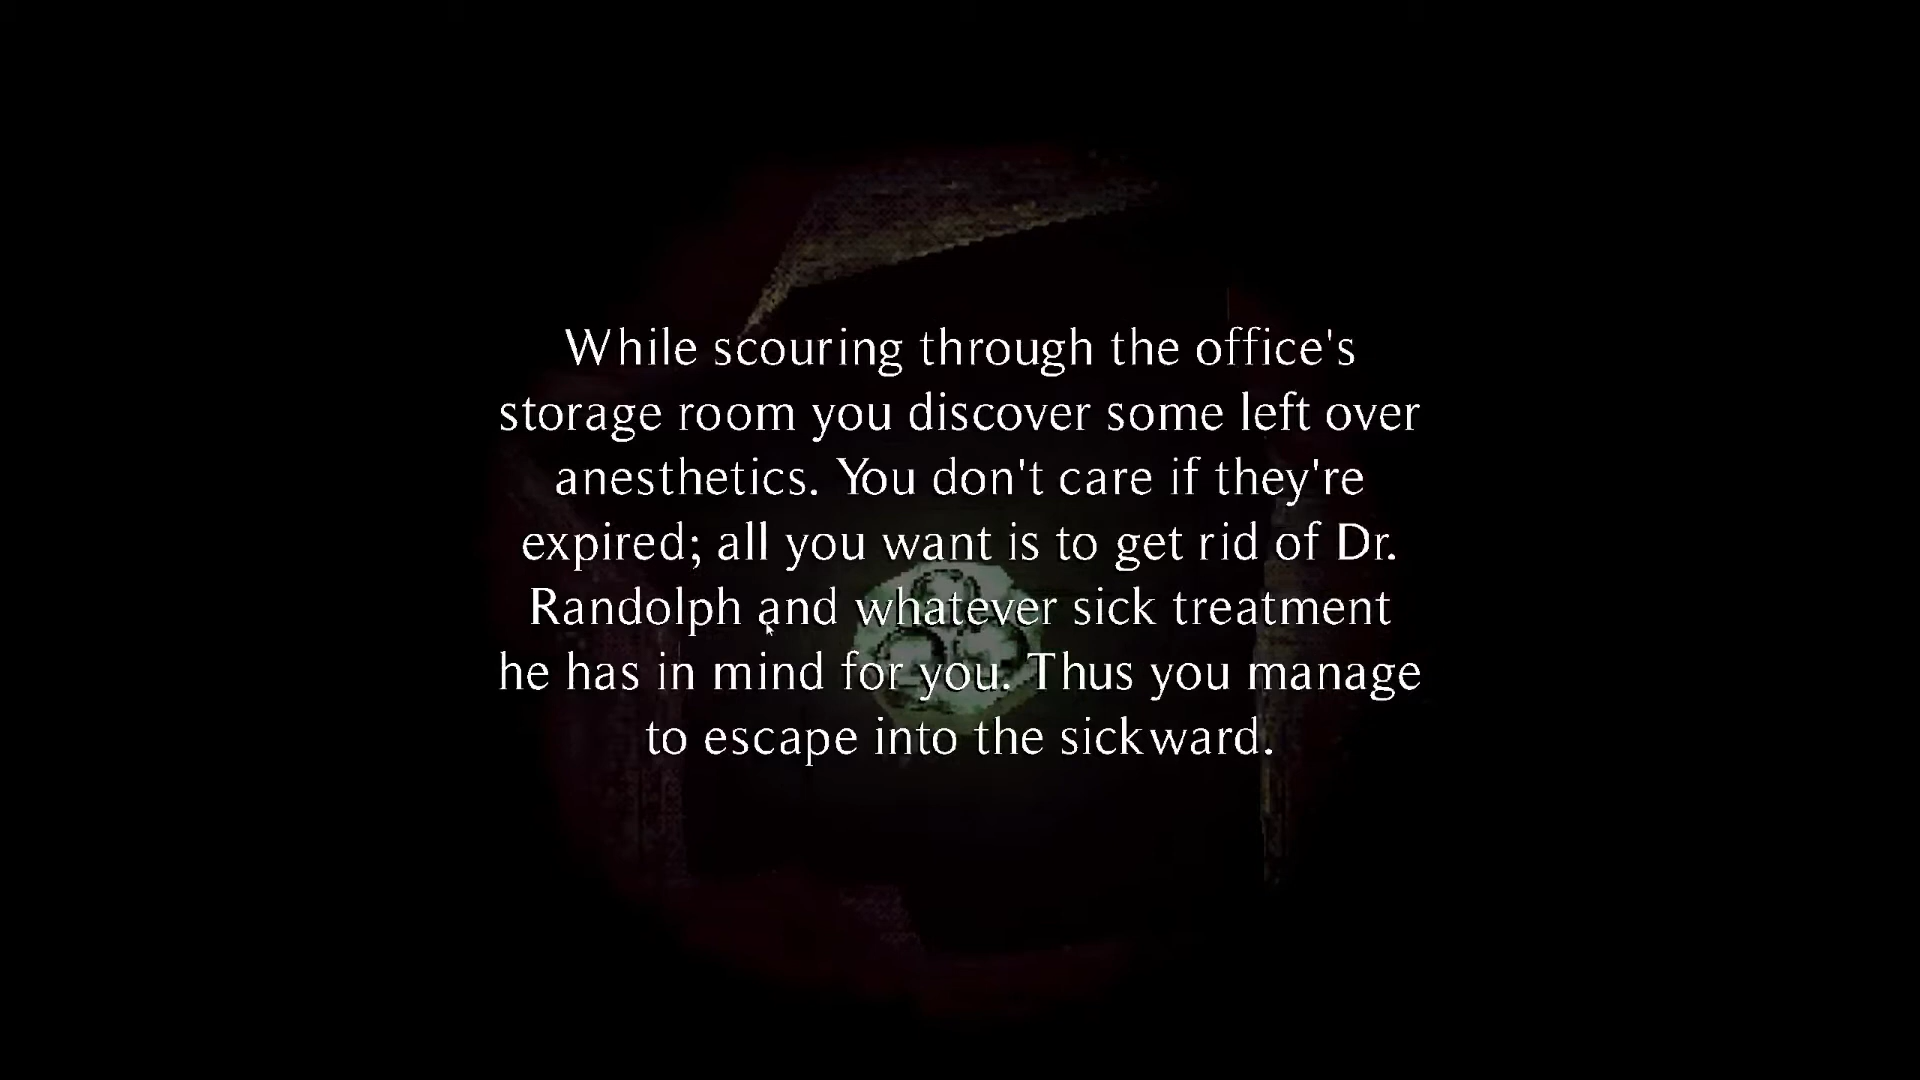 While scouring through the office's
storage room you discover some left over
anesthetics. You don't care if they're
expired; all you want is to get rid of Dr.
Randolph and whatever sick treatment
he has in mind for you. Thus you manage
to escape into the sickward.